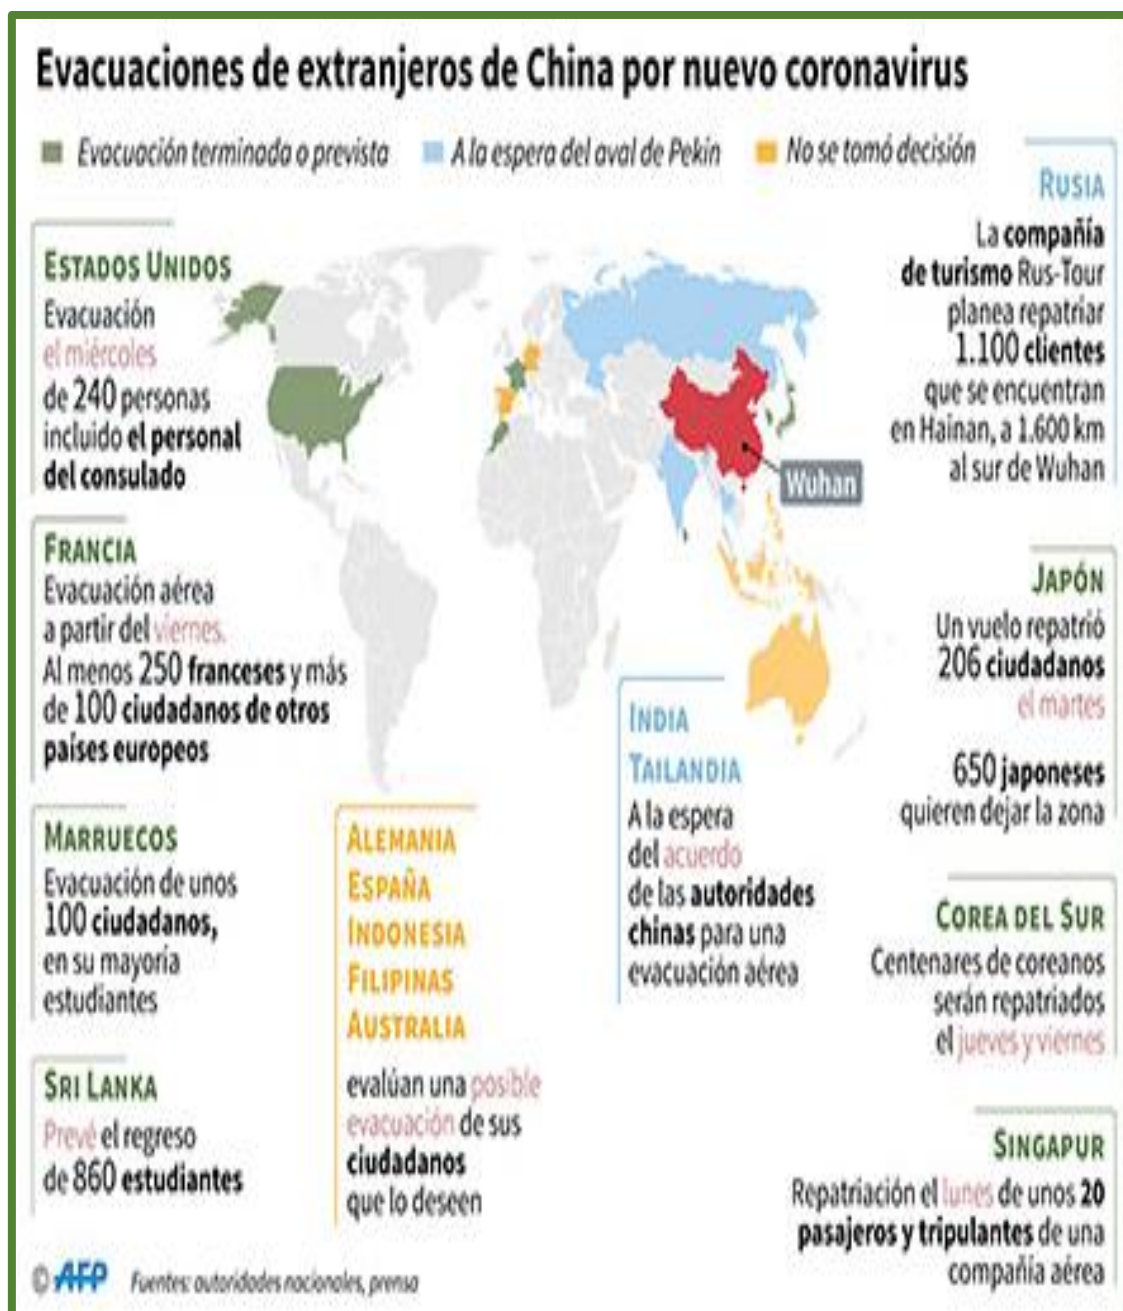 Evacuaciones de extranjeros de China por nuevo coronavirus
Evacuación terminada o prevista
A la espera del aval de Pekin
No se tomó decisión
ESTADOS UNIDOS
Evacuación
el miércoles
de 240 personas
incluido el personal
del consulado
FRANCIA
Evacuación aérea
a partir del viernes.
Al menos 250 franceses y más
de 100 ciudadanos de otros
países europeos
MARRUECOS
Evacuación de unos
100 ciudadanos,
en su mayoría
estudiantes
SRI LANKA
Prevé el regreso
de 860 estudiantes
ALEMANIA
ESPAÑA
INDONESIA
FILIPINAS
AUSTRALIA
evalúan una posible
evacuación de sus
ciudadanos
que lo deseen
Wuhan
INDIA
TAILANDIA
A la espera
del acuerdo
de las autoridades
chinas para una
evacuación aérea
RUSIA
La compañía
de turismo Rus-Tour
planea repatriar
1.100 clientes
que se encuentran
en Hainan, a 1.600 km
al sur de Wuhan
JAPÓN
Un vuelo repatrió
206 ciudadanos
el martes
650 japoneses
quieren dejar la zona
COREA DEL SUR
Centenares de coreanos
serán repatriados
el jueves y viernes
SINGAPUR
Repatriación el lunes de unos 20
pasajeros y tripulantes de una
compañia aérea
© AFP Fuentes: autoridades nacionales, prensa